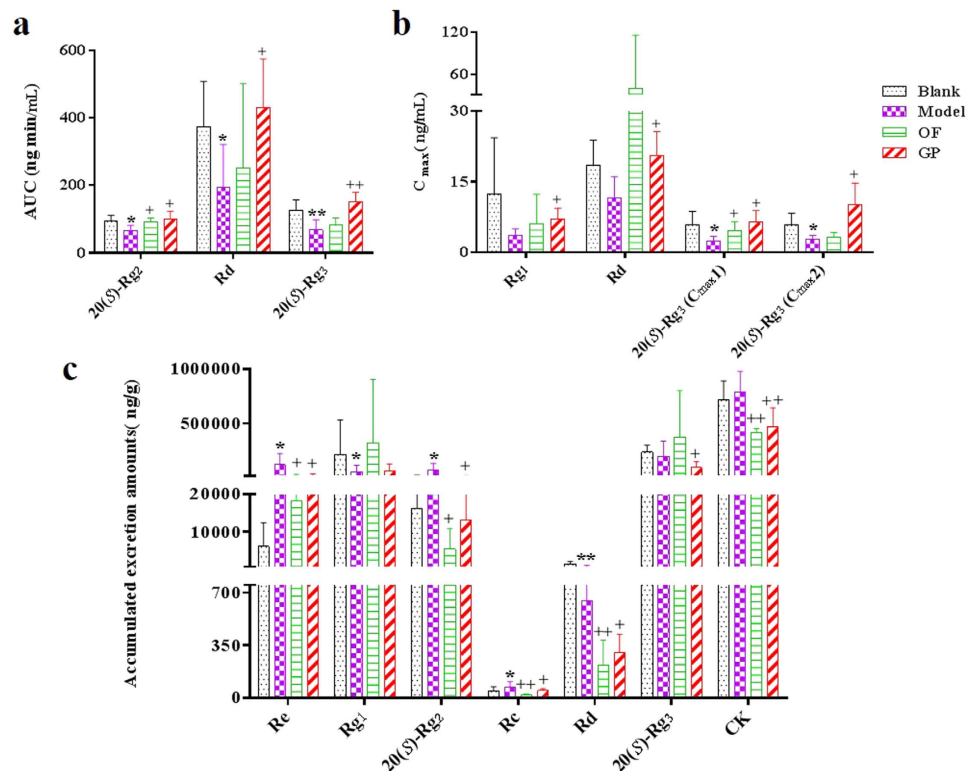 a
AUC (ng min/mL)
600
400
200
0
+
*
+
+
*
++
**
20(S)-Rg2
Rd
20(S)-Rg3
b
C max( ng/mL)
120
60
30
15
0
+
+
*
+
+
*
+
Rg1
Rd
20(S)-Rg3 (Cmax1)
20(S)-Rg3 (Cmax2)
Blank
Model
OF
GP
c
Accumulated excretion amounts( ng/g)
1000000
500000
20000
10000
700
350
0
*
+
+
*
*
+
+
*
++
+
**
++
+
+
++
++
Re
Rg1
20(S)-Rg2
Rc
Rd
20(S)-Rg3
CK